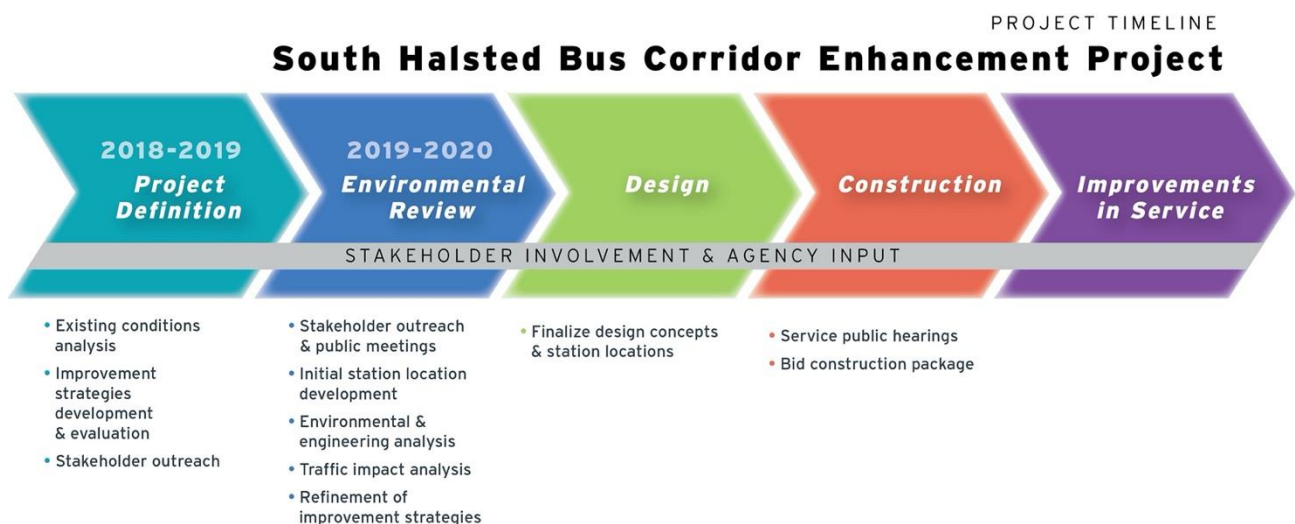 PROJECT TIMELINE
South Halsted Bus Corridor Enhancement Project
2018-2019
Project
Definition
2019-2020
Environmental
Review
Design
Construction
Improvements
in Service
STAKEHOLDER INVOLVEMENT & AGENCY INPUT
• Existing conditions
analysis
• Improvement
strategies
development
& evaluation
• Stakeholder outreach
• Stakeholder outreach
& public meetings
• Initial station location
development
• Environmental &
engineering analysis
• Traffic impact analysis
• Refinement of
improvement strategies
• Finalize design concepts
& station locations
• Service public hearings
• Bid construction package